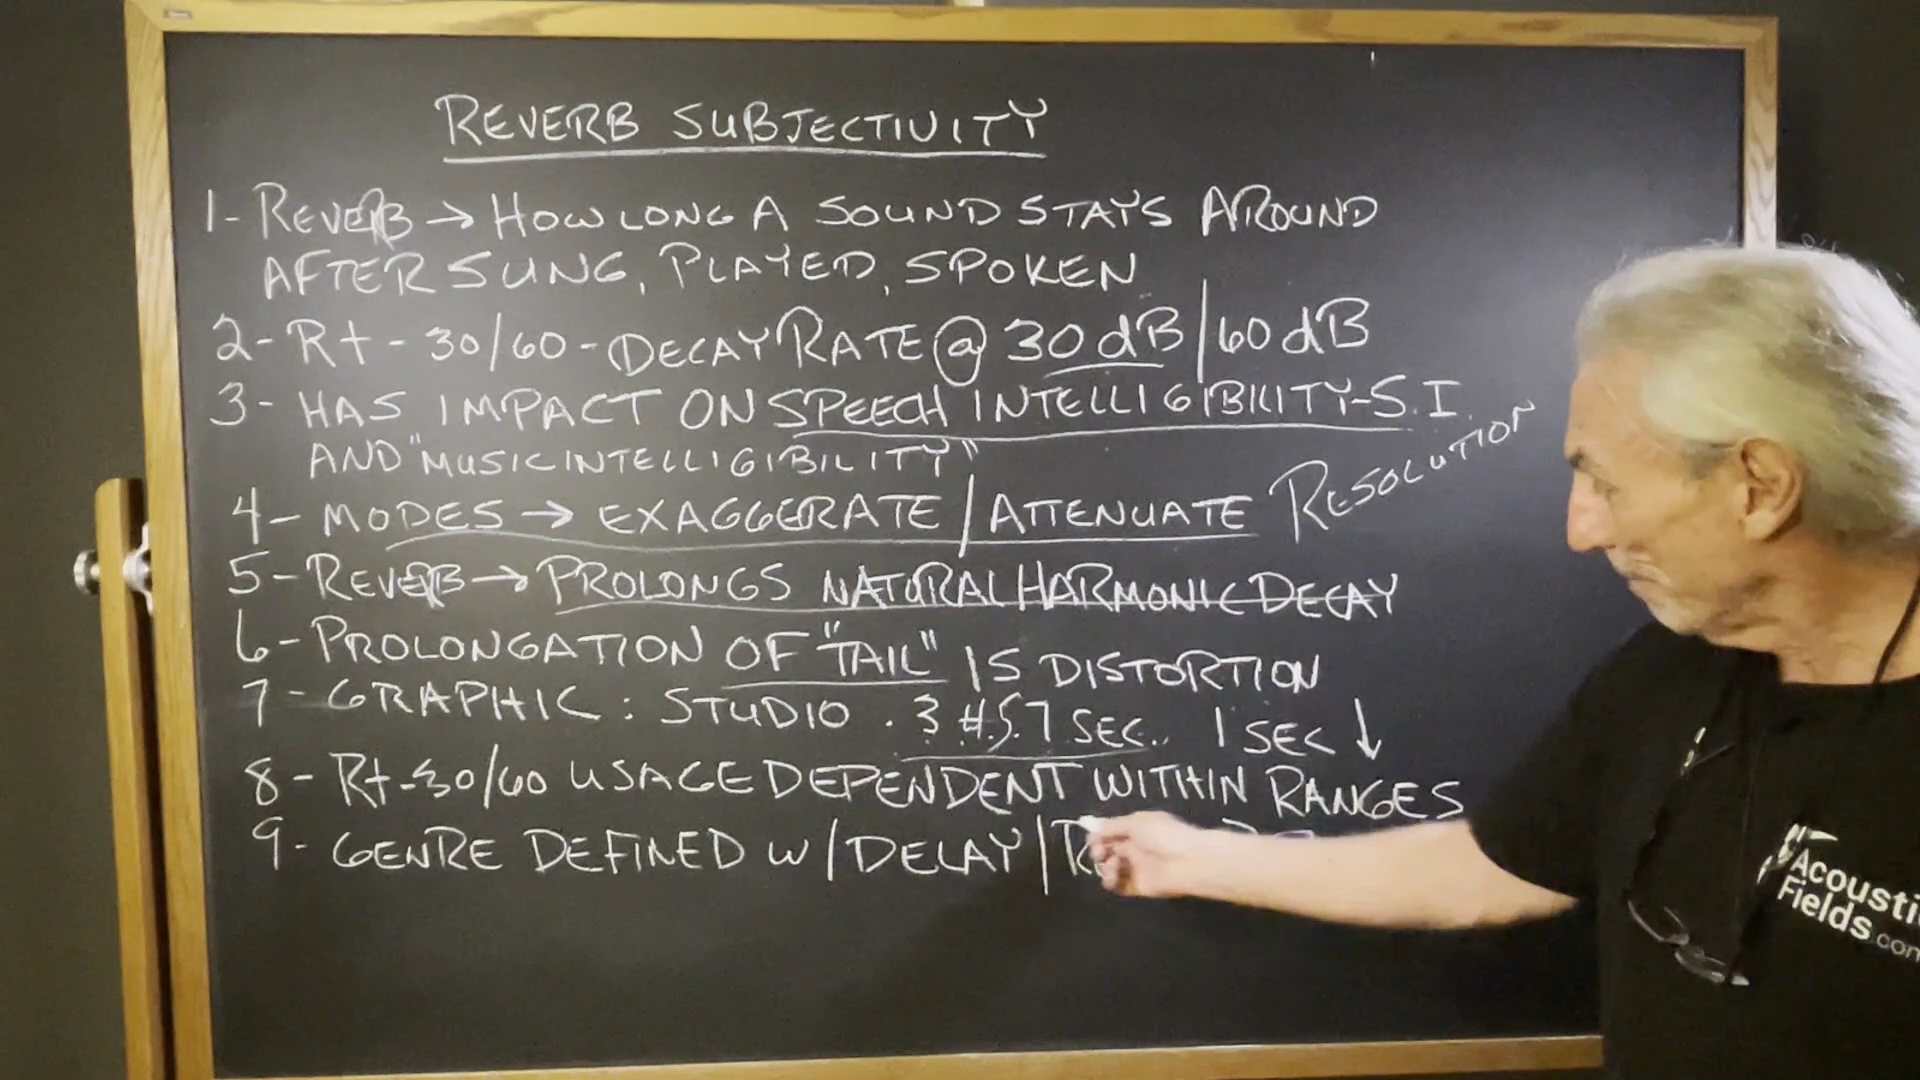 REVERB SUBJECTIVITY
1- REVERB → HOW LONG A SOUND STAYS AROUND
AFTER SUNG, PLAYED, SPOKEN
2- Rt - 30/60 - DECAY RATE @ 30 dB/60 dB
3- HAS IMPACT ON SPEECH INTELLIGIBILITY-S.I.
AND "MUSIC INTELLIGIBILITY"
4- MODES → EXAGGERATE / ATTENUATE RESOLUTION
5- REVERB → PROLONGS NATURAL HARMONIC DECAY
6- PROLONGATION OF "TAIL" IS DISTORTION
7- GRAPHIC: STUDIO .3 .4 .5 .7 SEC. 1 SEC ↓
8- Rt-30/60 USAGE DEPENDENT WITHIN RANGES
9- GENRE DEFINED W/DELAY/
Acousti
Fields.com